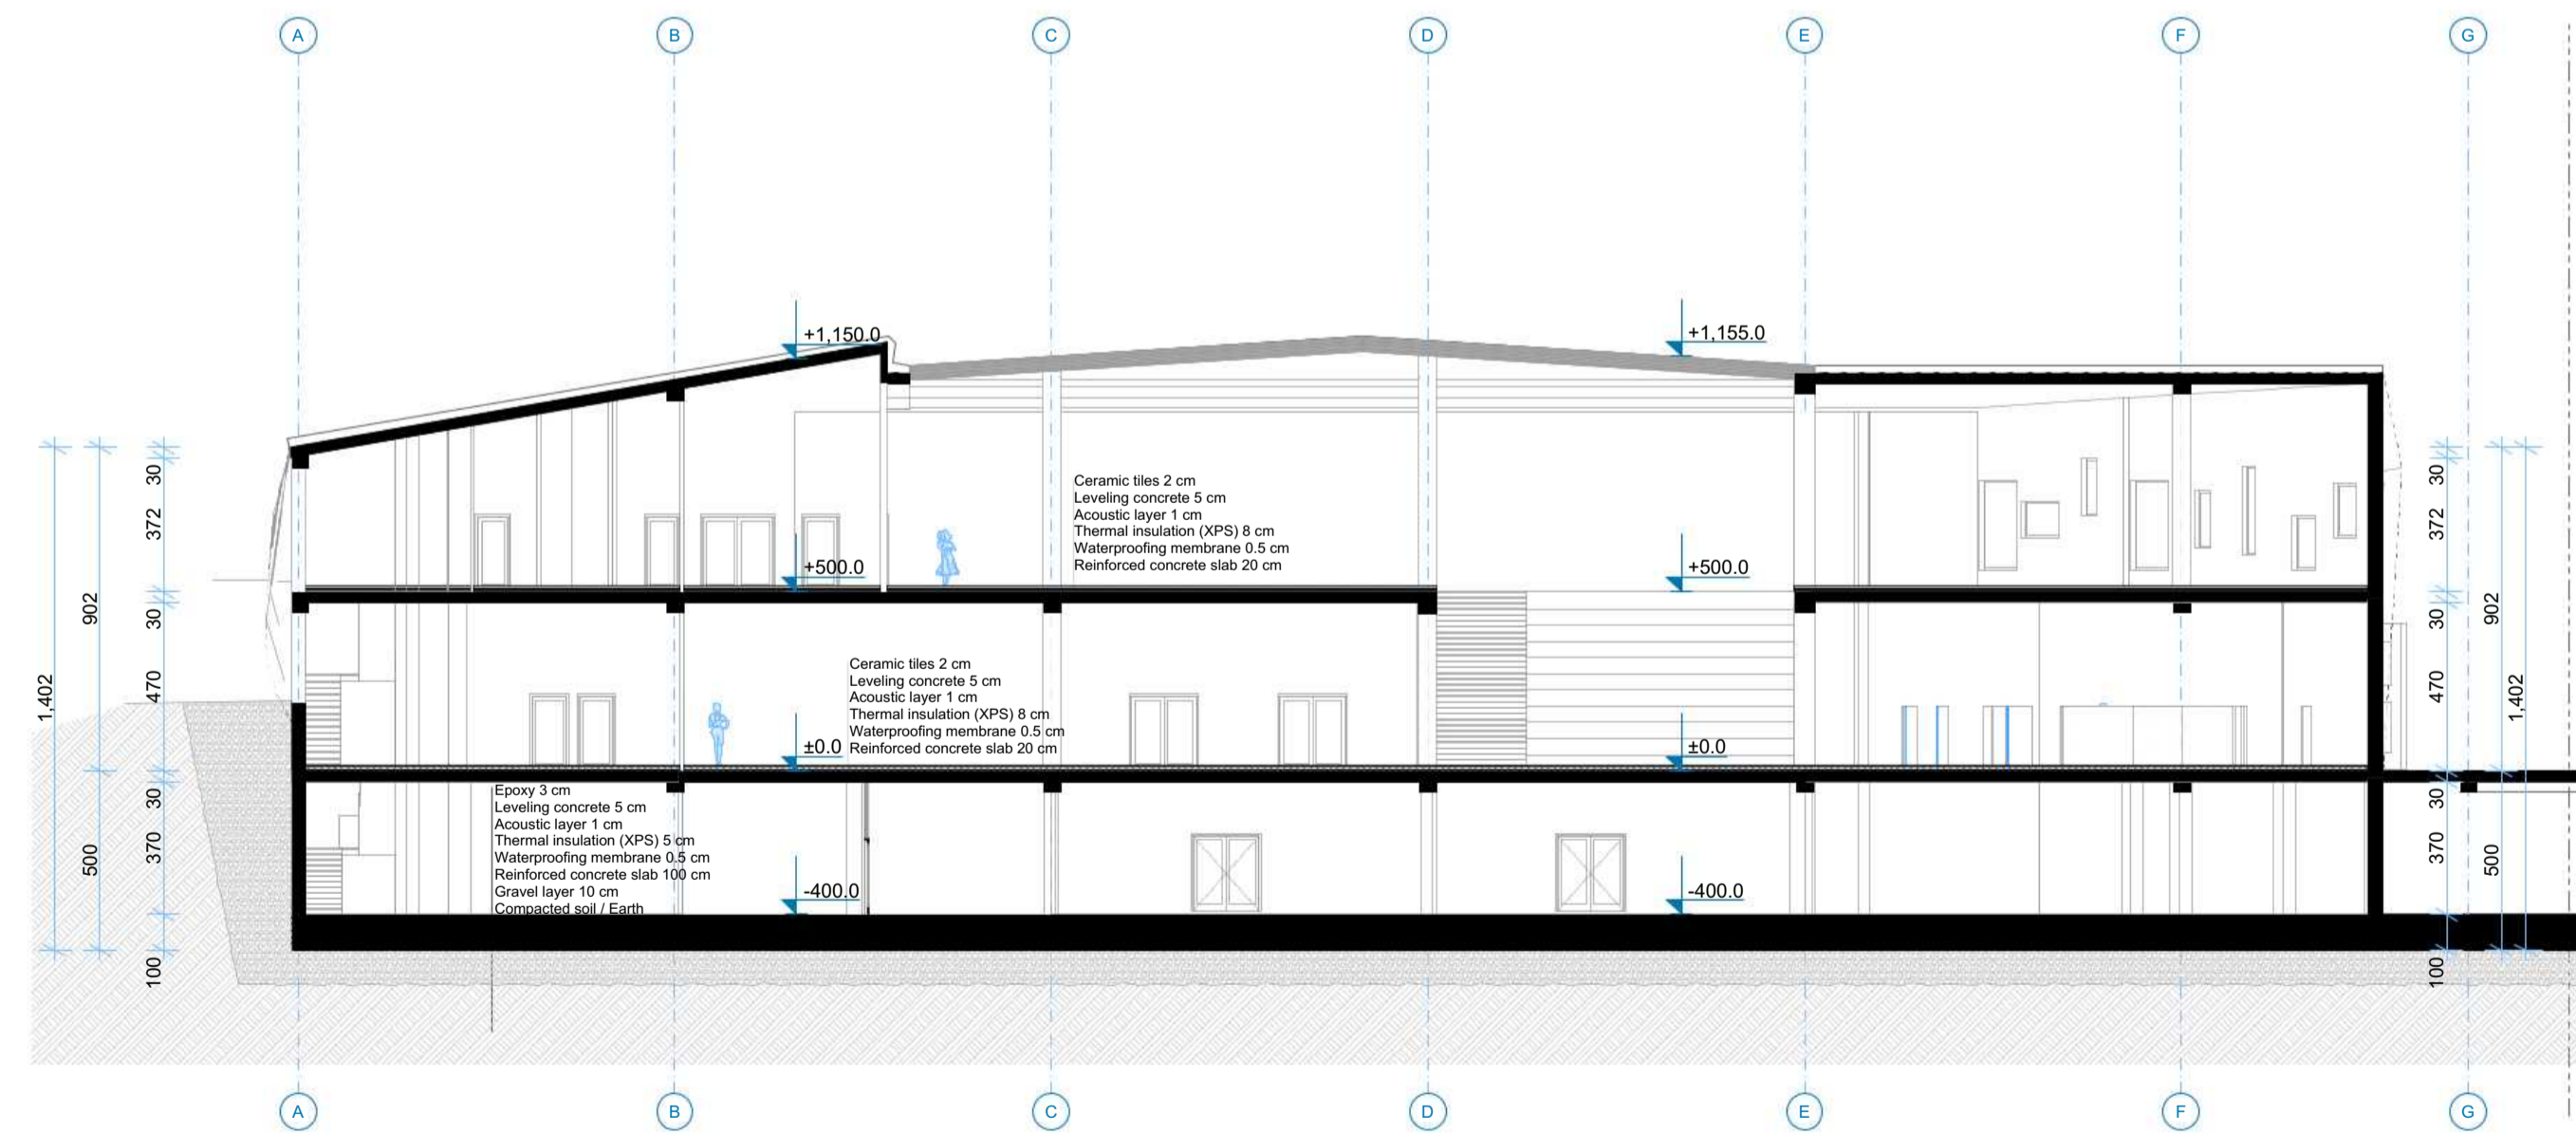 A
B
C
D
E
F
G
+1,150.0
+1,155.0
Ceramic tiles 2 cm
Leveling concrete 5 cm
Acoustic layer 1 cm
Thermal insulation (XPS) 8 cm
Waterproofing membrane 0.5 cm
Reinforced concrete slab 20 cm
+500.0
+500.0
Ceramic tiles 2 cm
Leveling concrete 5 cm
Acoustic layer 1 cm
Thermal insulation (XPS) 8 cm
Waterproofing membrane 0.5 cm
Reinforced concrete slab 20 cm
±0.0
±0.0
Epoxy 3 cm
Leveling concrete 5 cm
Acoustic layer 1 cm
Thermal insulation (XPS) 5 cm
Waterproofing membrane 0.5 cm
Reinforced concrete slab 100 cm
Gravel layer 10 cm
Compacted soil / Earth
-400.0
-400.0
1,402
902
500
30
372
30
470
30
370
100
30
372
30
470
30
370
100
902
500
1,402
A
B
C
D
E
F
G